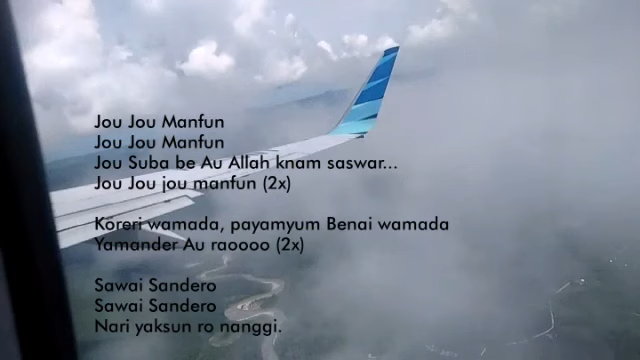 Jou Jou Manfun
Jou Jou Manfun
Jou Suba be Au Allah knam saswar...
Jou Jou jou manfun (2x)
Koreri wamada, payamyum Benai wamada
Yamander Au raoooo (2x)
Sawai Sandero
Sawai Sandero
Nari yaksun ro nanggi.